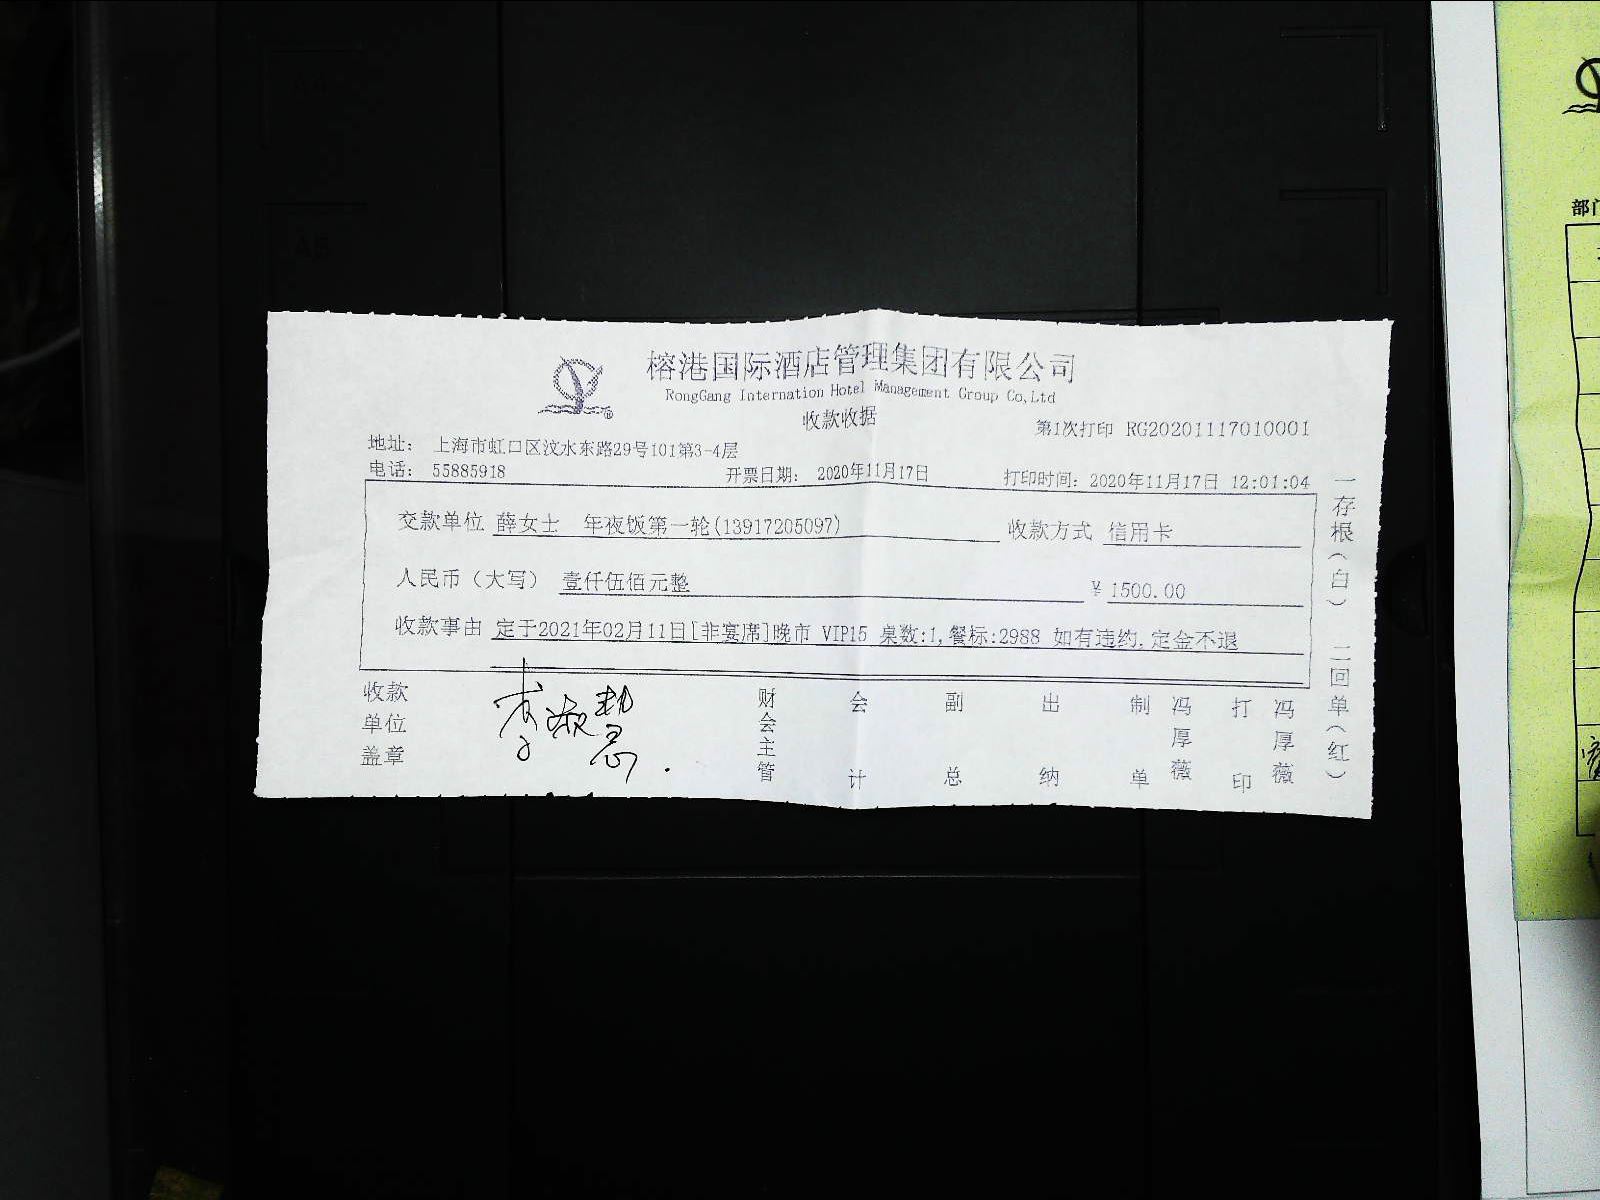 榕港国际酒店管理集团有限公司
RongGang Internation Hotel Management Group Co,Ltd
收款收据
第1次打印 RG20201117010001
地址： 上海市虹口区汶水东路29号101第3-4层
电话： 55885918 开票日期： 2020年11月17日 打印时间：2020年11月17日 12:01:04
交款单位 薛女士 年夜饭第一轮(13917205097) 收款方式 信用卡
人民币（大写） 壹仟伍佰元整 ¥ 1500.00
收款事由 定于2021年02月11日[非宴席]晚市 VIP15 桌数:1,餐标:2988 如有违约,定金不退
收款单位盖章 李淑慧 财会主管 会计 副总 出纳 制单 冯厚薇 打印 冯厚薇
一存根（白） 二回单（红）
部门